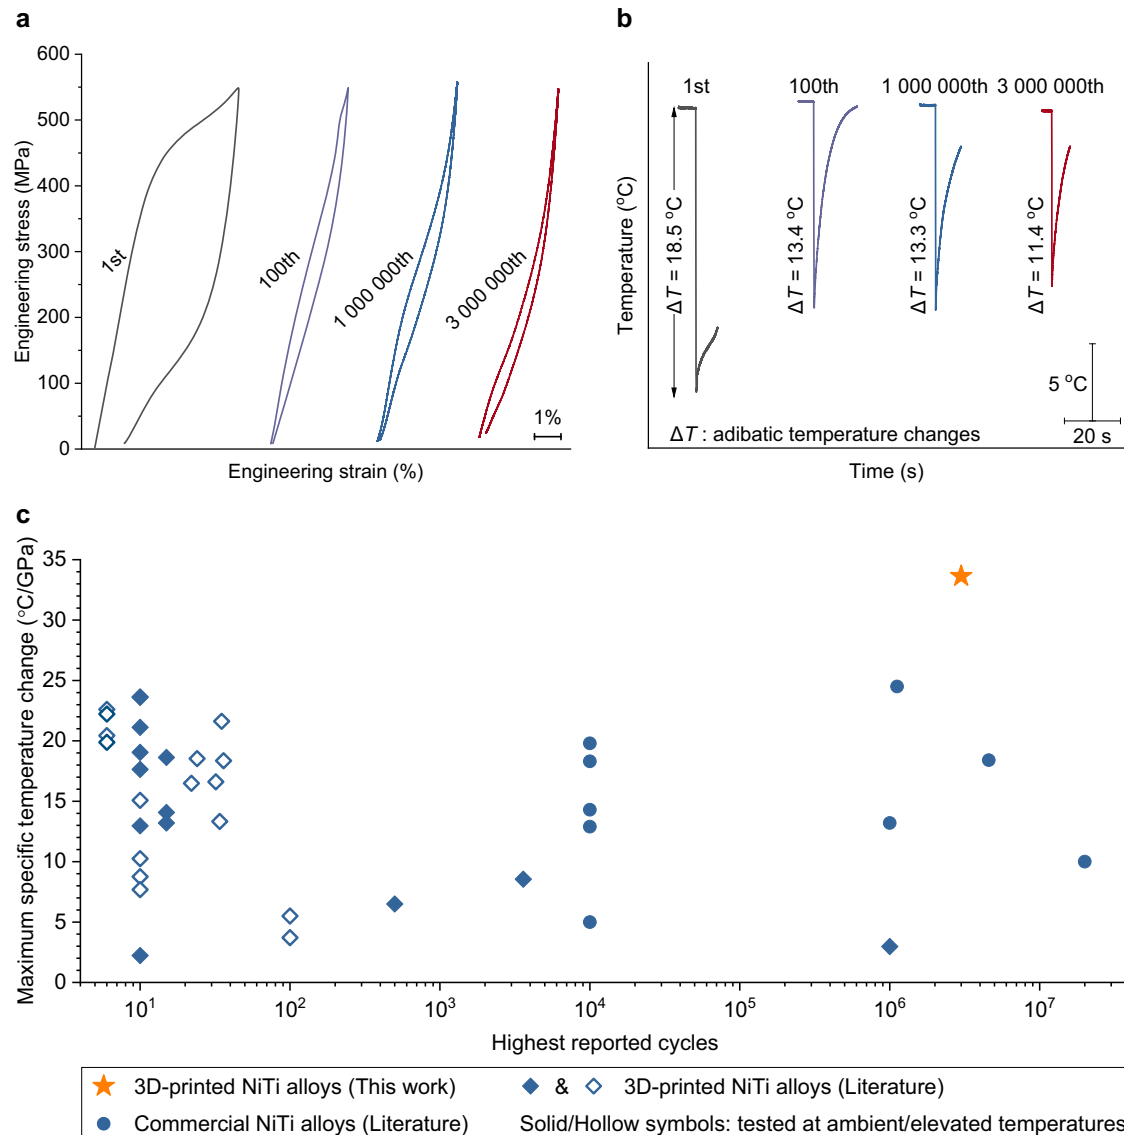 a
600
500
400
300
200
100
0
Engineering stress (MPa)
1st
100th
1 000 000th
3 000 000th
1%
Engineering strain (%)
b
Temperature (°C)
1st
100th
1 000 000th
3 000 000th
ΔT = 18.5 °C
ΔT = 13.4 °C
ΔT = 13.3 °C
ΔT = 11.4 °C
5 °C
20 s
ΔT : adibatic temperature changes
Time (s)
c
Maximum specific temperature change (°C/GPa)
35
30
25
20
15
10
5
0
10¹
10²
10³
10⁴
10⁵
10⁶
10⁷
Highest reported cycles
3D-printed NiTi alloys (This work)
& 3D-printed NiTi alloys (Literature)
Commercial NiTi alloys (Literature)
Solid/Hollow symbols: tested at ambient/elevated temperatures